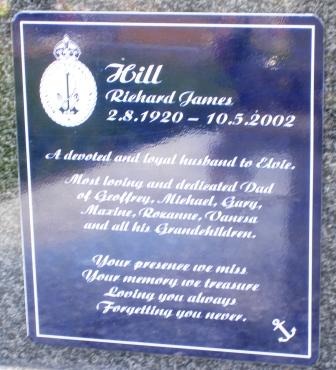 Hill
Richard James
2.8.1920 – 10.5.2002
A devoted and loyal husband to Elvie.
Most loving and dedicated Dad
of Geoffrey, Michael, Gary,
Maxine, Roxanne, Vanesa
and all his Grandchildren.
Your presence we miss
Your memory we treasure
Loving you always
Forgetting you never.